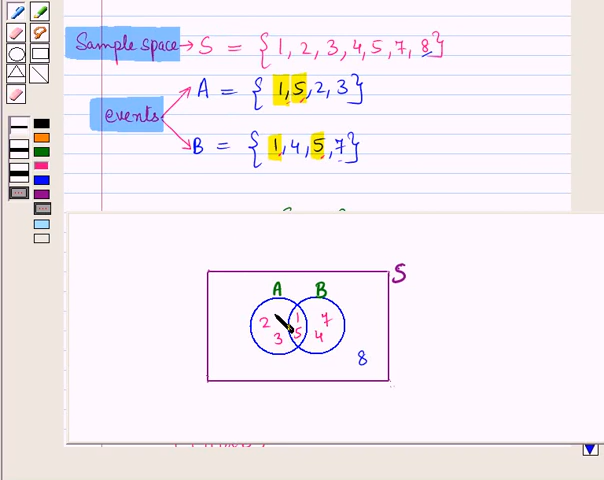 Sample space → S = { 1, 2, 3, 4, 5, 7, 8}
A = { 1, 5, 2, 3 }
events
B = { 1, 4, 5, 7 }
S
A B
2 1 7
3 5 4
8